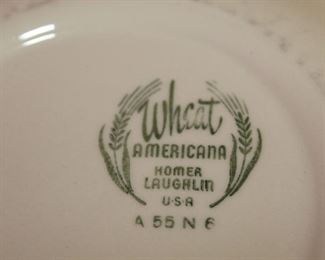 Wheat
AMERICANA
HOMER
LAUGHLIN
U·S·A
A 55 N 6